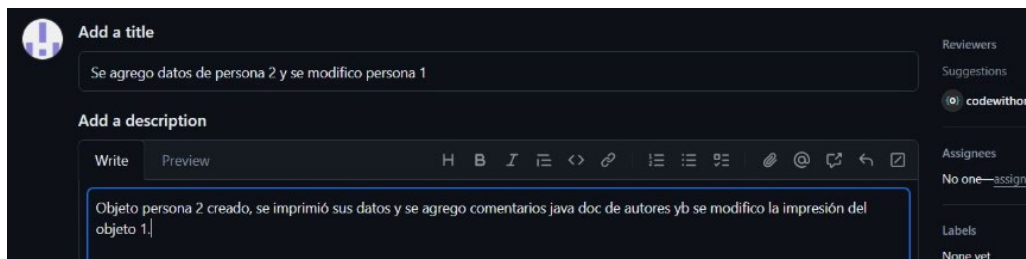 Add a title
Se agrego datos de persona 2 y se modifico persona 1
Add a description
Write
Preview
Objeto persona 2 creado, se imprimió sus datos y se agrego comentarios java doc de autores yb se modifico la impresión del
objeto 1.
Reviewers
Suggestions
Assignees
No one—assign
Labels
None yet